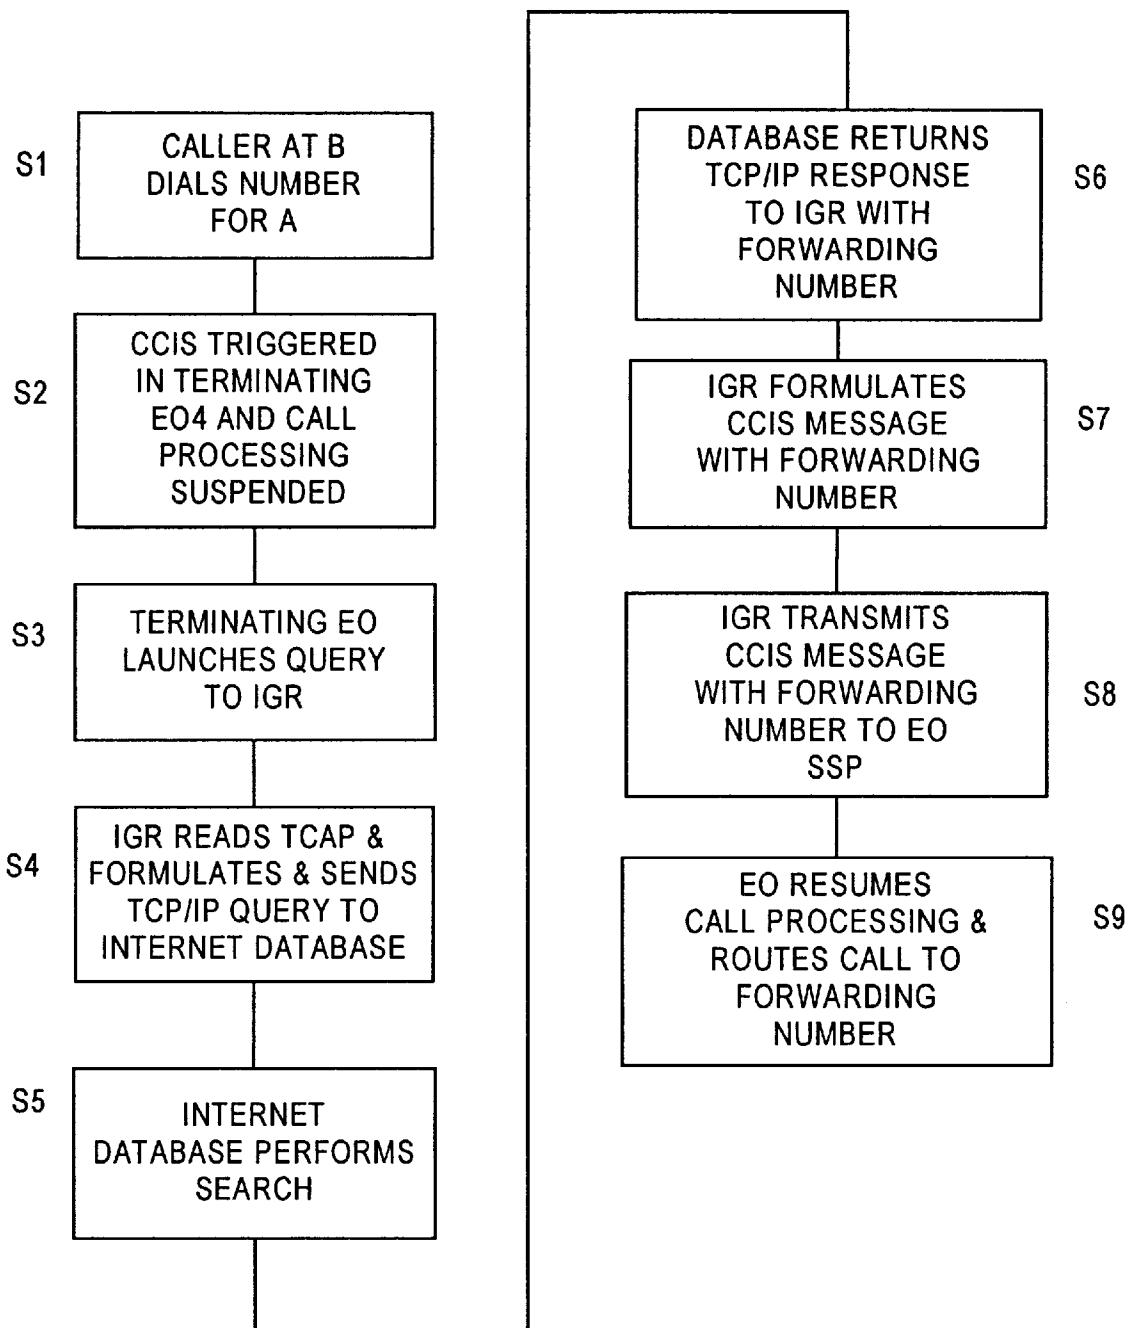 S1
CALLER AT B
DIALS NUMBER
FOR A
S2
CCIS TRIGGERED
IN TERMINATING
EO4 AND CALL
PROCESSING
SUSPENDED
S3
TERMINATING EO
LAUNCHES QUERY
TO IGR
S4
IGR READS TCAP &
FORMULATES & SENDS
TCP/IP QUERY TO
INTERNET DATABASE
S5
INTERNET
DATABASE PERFORMS
SEARCH
DATABASE RETURNS
TCP/IP RESPONSE
TO IGR WITH
FORWARDING
NUMBER
S6
IGR FORMULATES
CCIS MESSAGE
WITH FORWARDING
NUMBER
S7
IGR TRANSMITS
CCIS MESSAGE
WITH FORWARDING
NUMBER TO EO
SSP
S8
EO RESUMES
CALL PROCESSING &
ROUTES CALL TO
FORWARDING
NUMBER
S9